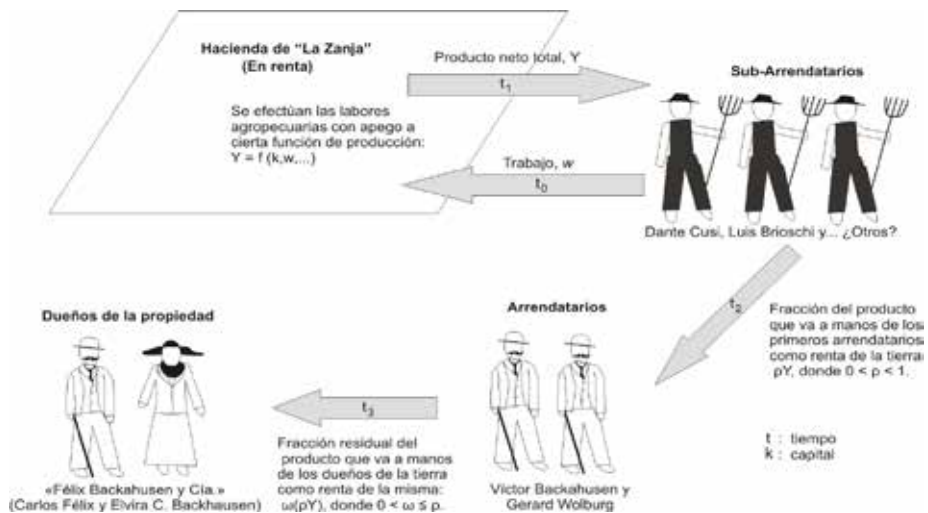 Hacienda de "La Zanja"
(En renta)
Se efectúan las labores
agropecuarias con apego a
cierta función de producción:
Y = f (k,w,...)
Producto neto total, Y
t₁
Trabajo, w
t₀
Sub-Arrendatarios
Dante Cusi, Luis Brioschi y... ¿Otros?
t₂
Fracción del producto
que va a manos de los
primeros arrendatarios
como renta de la tierra:
ρY, donde 0 < ρ < 1.
Arrendatarios
Víctor Backahusen y
Gerard Wolburg
t₃
Fracción residual del
producto que va a manos
de los dueños de la tierra
como renta de la misma:
ω(ρY), donde 0 < ω ≤ ρ.
Dueños de la propiedad
«Félix Backahusen y Cía.»
(Carlos Félix y Elvira C. Backhausen)
t : tiempo
k : capital